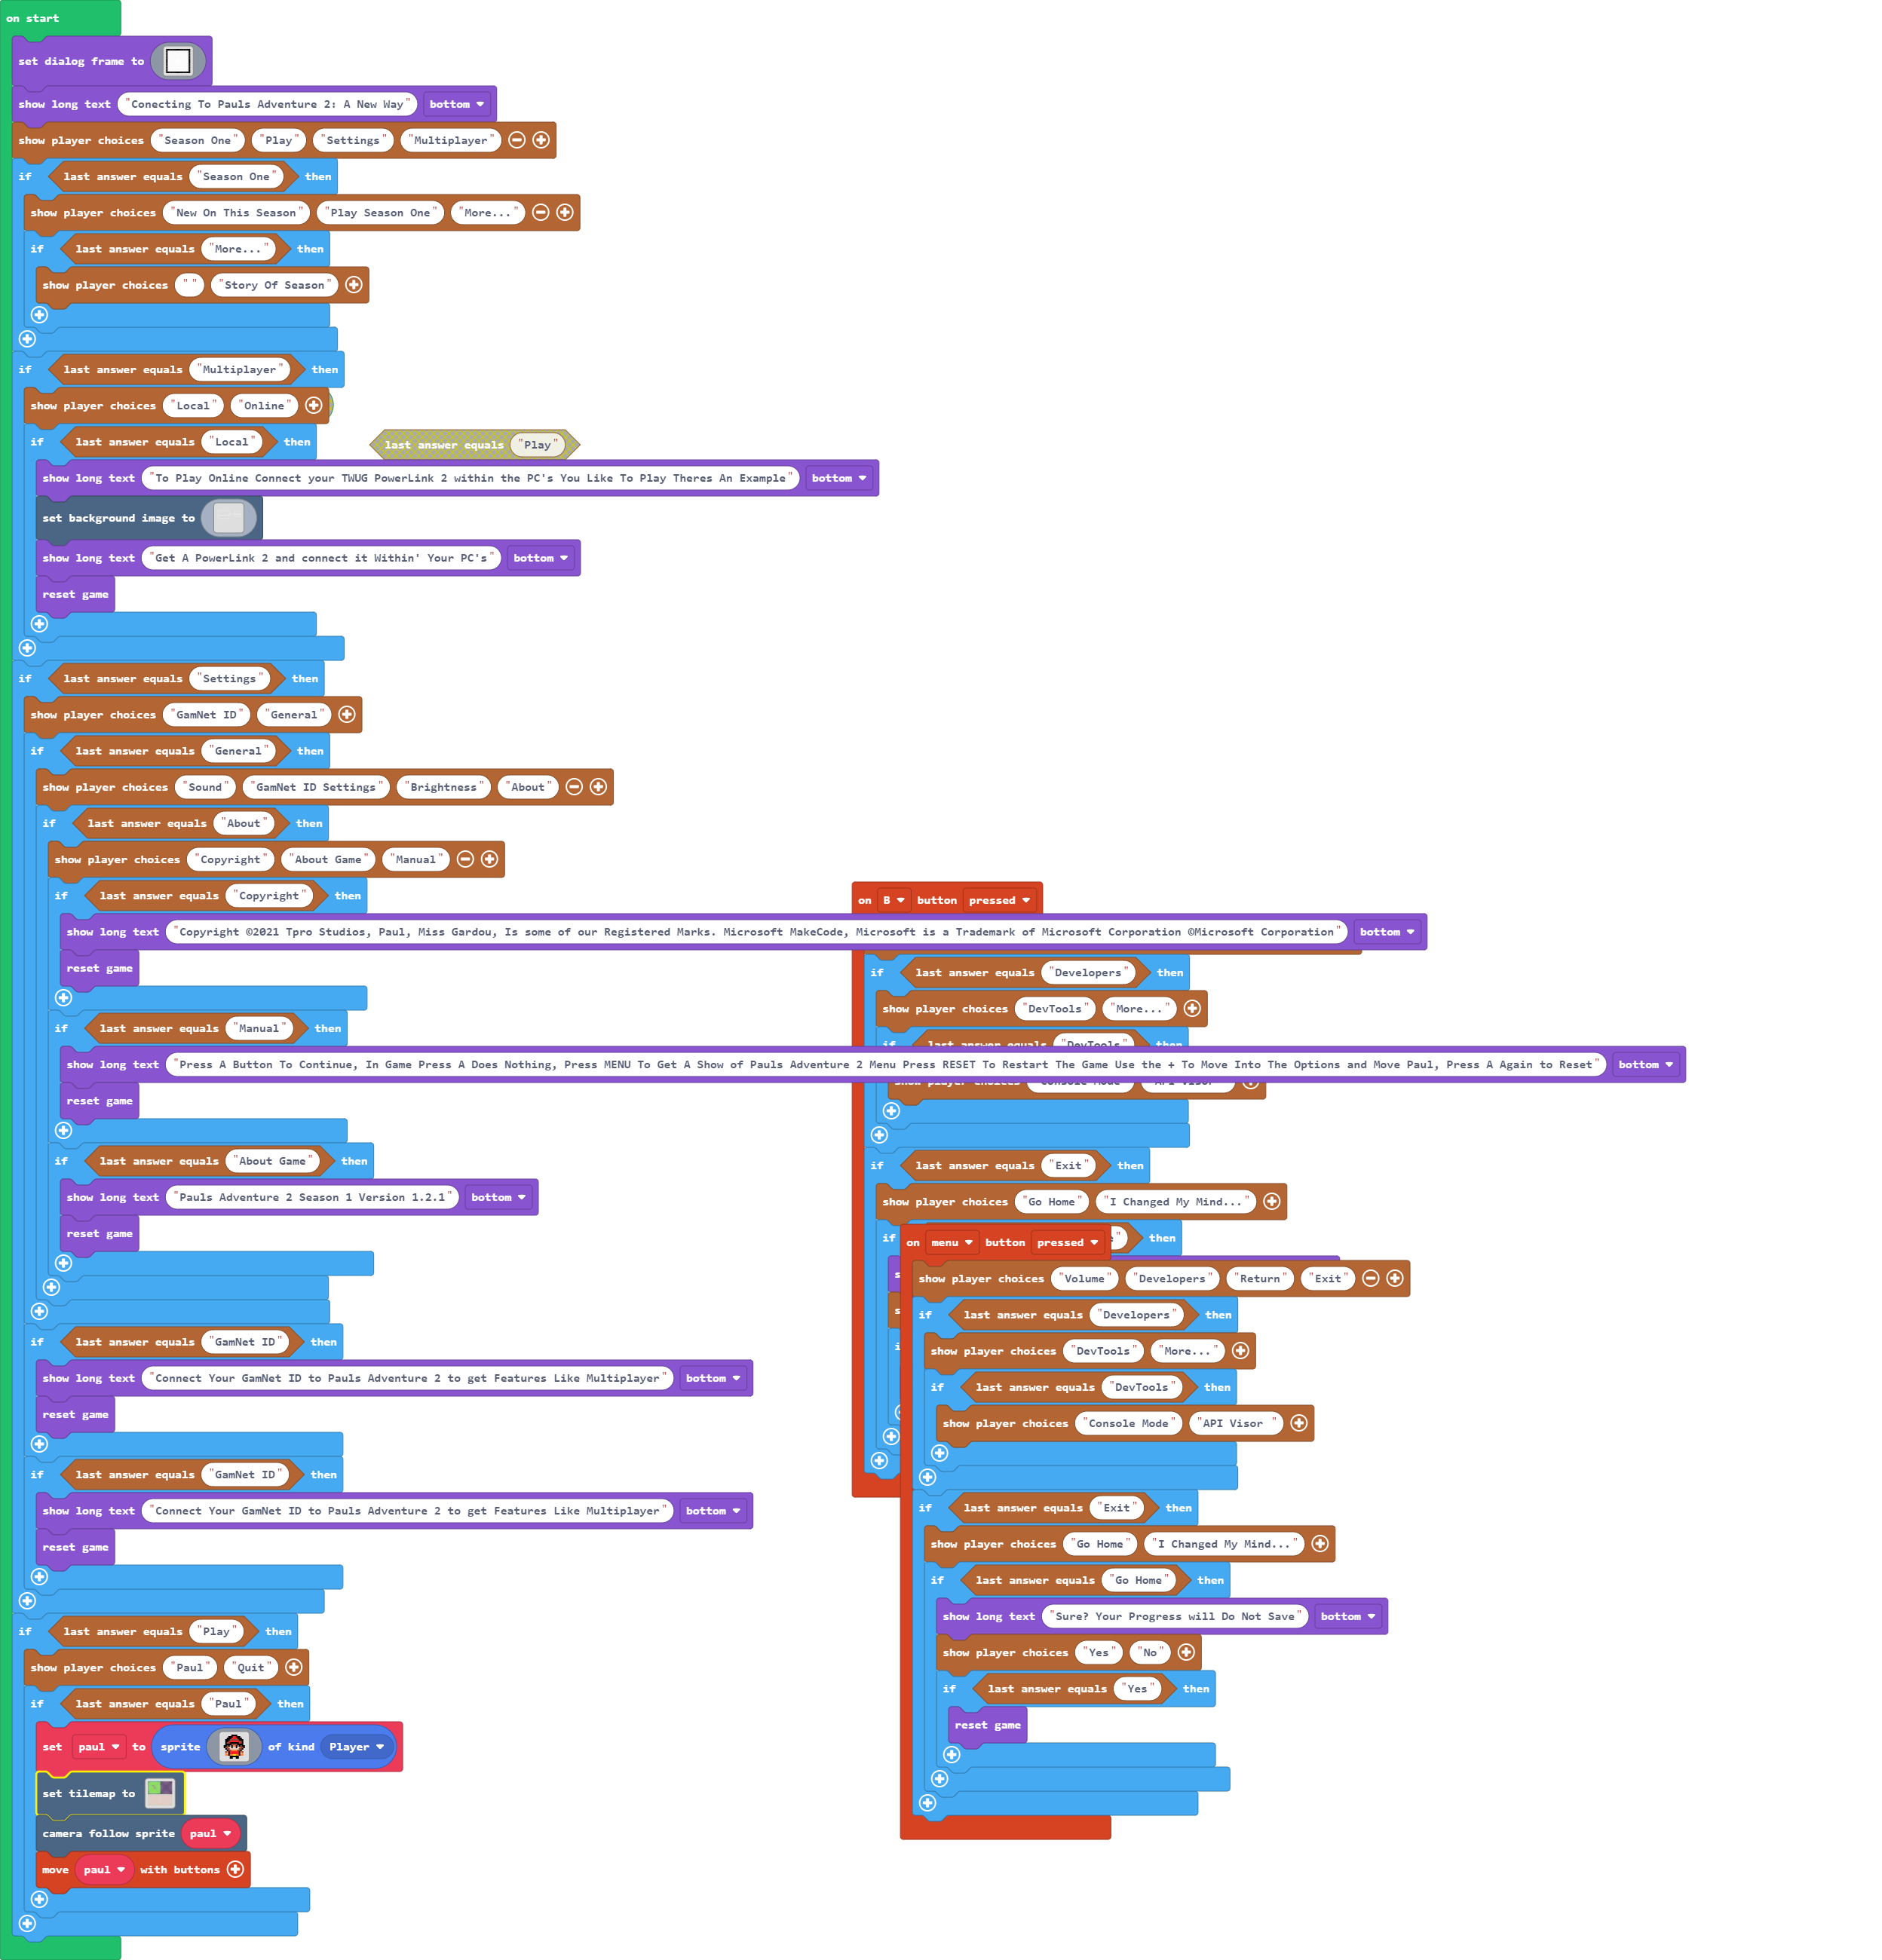 on start
set dialog frame to
show long text "Conecting To Pauls Adventure 2: A New Way" bottom
show player choices "Season One" "Play" "Settings" "Multiplayer"
if last answer equals "Season One" then
show player choices "New On This Season" "Play Season One" "More..."
if last answer equals "More..." then
show player choices " " "Story Of Season"
if last answer equals "Multiplayer" then
show player choices "Local" "Online"
if last answer equals "Local" then
last answer equals "Play"
show long text "To Play Online Connect your TWUG PowerLink 2 within the PC's You Like To Play Theres An Example" bottom
set background image to
show long text "Get A PowerLink 2 and connect it Within' Your PC's" bottom
reset game
if last answer equals "Settings" then
show player choices "GamNet ID" "General"
if last answer equals "General" then
show player choices "Sound" "GamNet ID Settings" "Brightness" "About"
if last answer equals "About" then
show player choices "Copyright" "About Game" "Manual"
if last answer equals "Copyright" then
show long text "Copyright ©2021 Tpro Studios, Paul, Miss Gardou, Is some of our Registered Marks. Microsoft MakeCode, Microsoft is a Trademark of Microsoft Corporation ©Microsoft Corporation" bottom
reset game
if last answer equals "Manual" then
show long text "Press A Button To Continue, In Game Press A Does Nothing, Press MENU To Get A Show of Pauls Adventure 2 Menu Press RESET To Restart The Game Use the + To Move Into The Options and Move Paul, Press A Again to Reset" bottom
reset game
if last answer equals "About Game" then
show long text "Pauls Adventure 2 Season 1 Version 1.2.1" bottom
reset game
if last answer equals "GamNet ID" then
show long text "Connect Your GamNet ID to Pauls Adventure 2 to get Features Like Multiplayer" bottom
reset game
if last answer equals "GamNet ID" then
show long text "Connect Your GamNet ID to Pauls Adventure 2 to get Features Like Multiplayer" bottom
reset game
if last answer equals "Play" then
show player choices "Paul" "Quit"
if last answer equals "Paul" then
set paul to sprite of kind Player
set tilemap to
camera follow sprite paul
move paul with buttons
on B button pressed
if last answer equals "Developers" then
show player choices "DevTools" "More..."
if last answer equals "DevTools" then
show player choices "Console Mode" "API Visor "
if last answer equals "Exit" then
show player choices "Go Home" "I Changed My Mind..."
if then
on menu button pressed
show player choices "Volume" "Developers" "Return" "Exit"
if last answer equals "Developers" then
show player choices "DevTools" "More..."
if last answer equals "DevTools" then
show player choices "Console Mode" "API Visor "
if last answer equals "Exit" then
show player choices "Go Home" "I Changed My Mind..."
if last answer equals "Go Home" then
show long text "Sure? Your Progress will Do Not Save" bottom
show player choices "Yes" "No"
if last answer equals "Yes" then
reset game